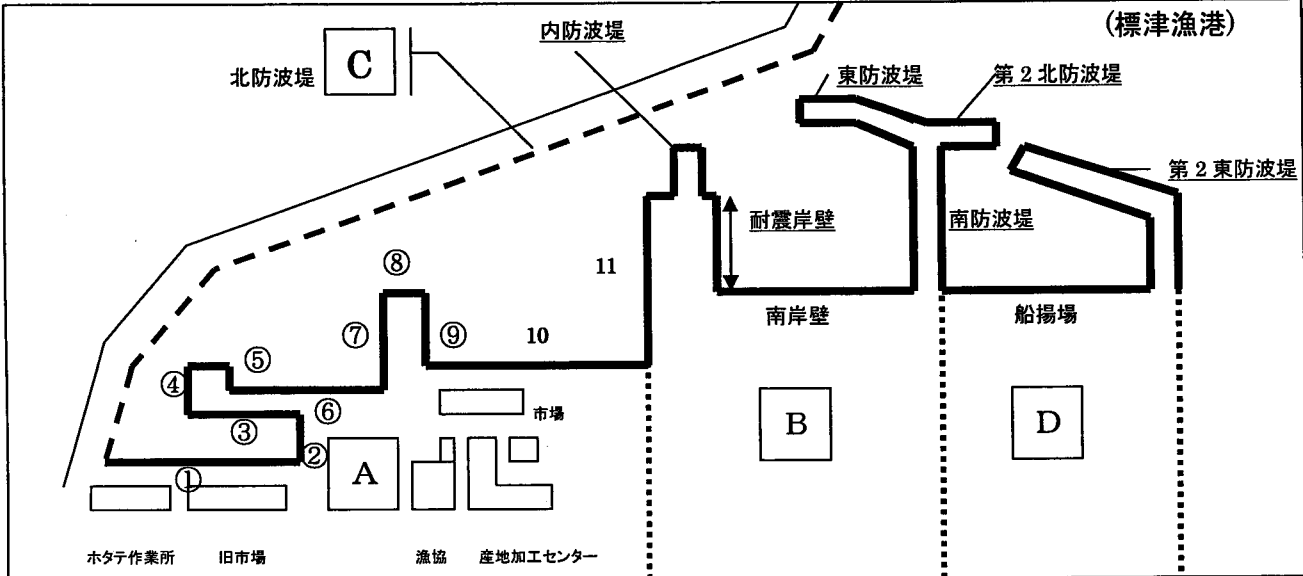 (標津漁港)
内防波堤
北防波堤
C
東防波堤
第2北防波堤
第2東防波堤
耐震岸壁
南防波堤
11
⑧
南岸壁
船揚場
⑦
⑨
10
⑤
④
⑥
市場
③
B
D
②
A
①
ホタテ作業所
旧市場
漁協
産地加工センター